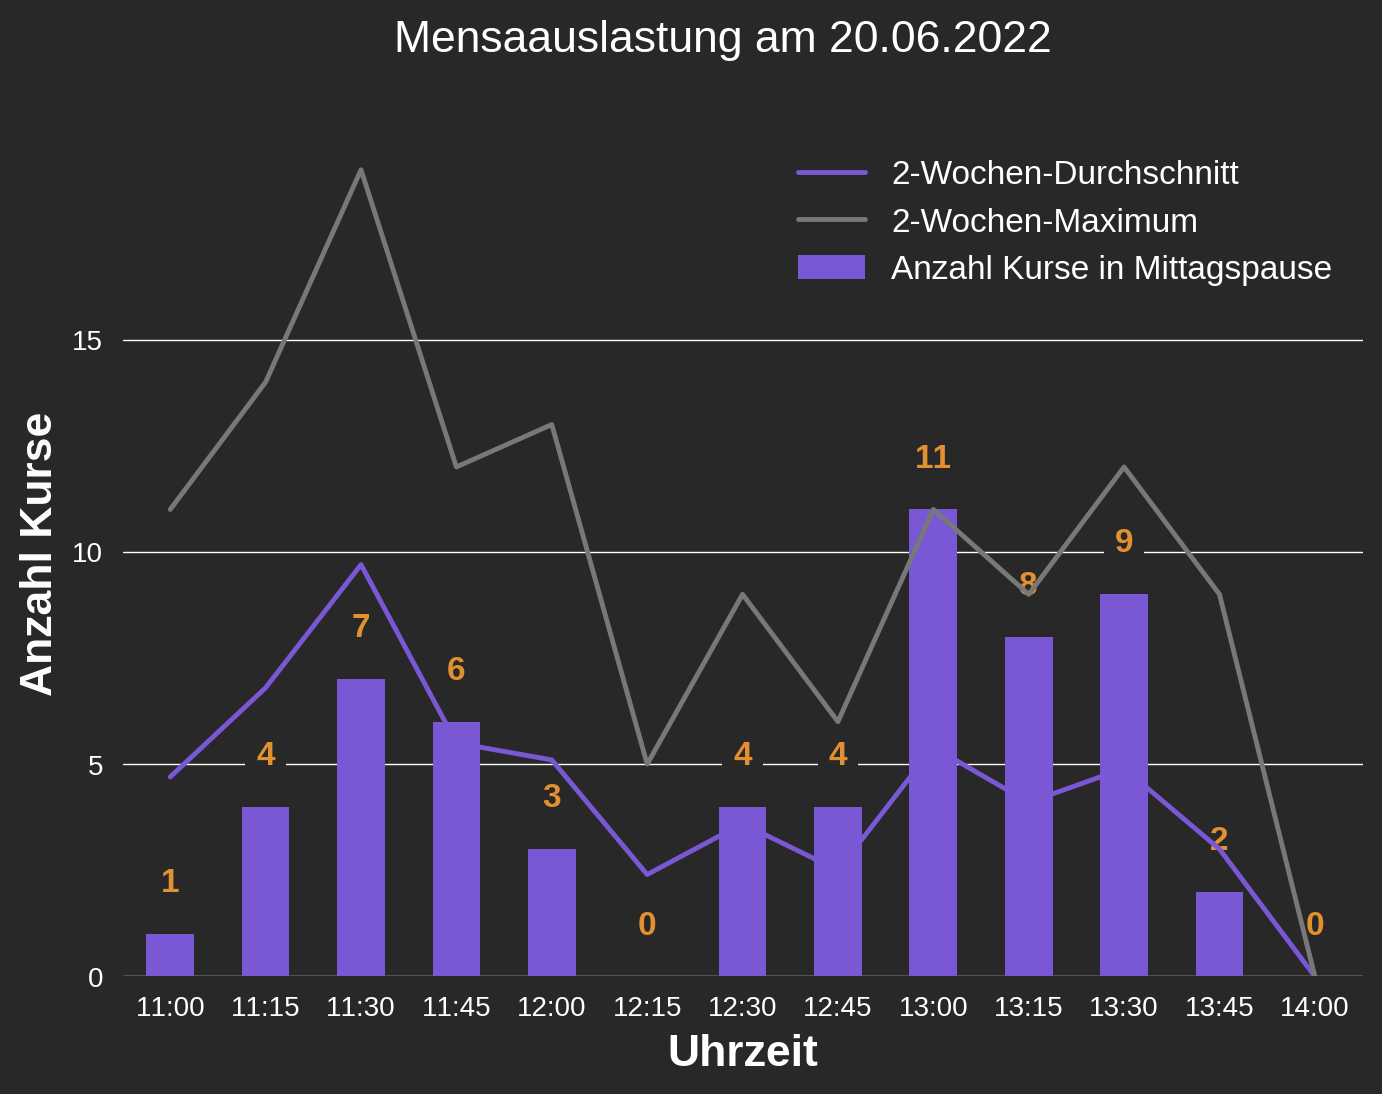 Mensaauslastung am 20.06.2022
2-Wochen-Durchschnitt
2-Wochen-Maximum
Anzahl Kurse in Mittagspause
Anzahl Kurse
15
10
5
0
1
4
7
6
3
0
4
4
11
8
9
2
0
11:00 11:15 11:30 11:45 12:00 12:15 12:30 12:45 13:00 13:15 13:30 13:45 14:00
Uhrzeit